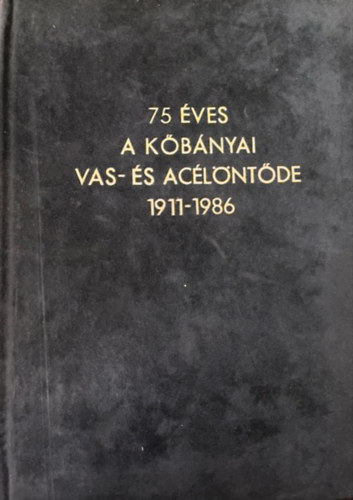 75 ÉVES
A KŐBÁNYAI
VAS- ÉS ACÉLÖNTŐDE
1911-1986